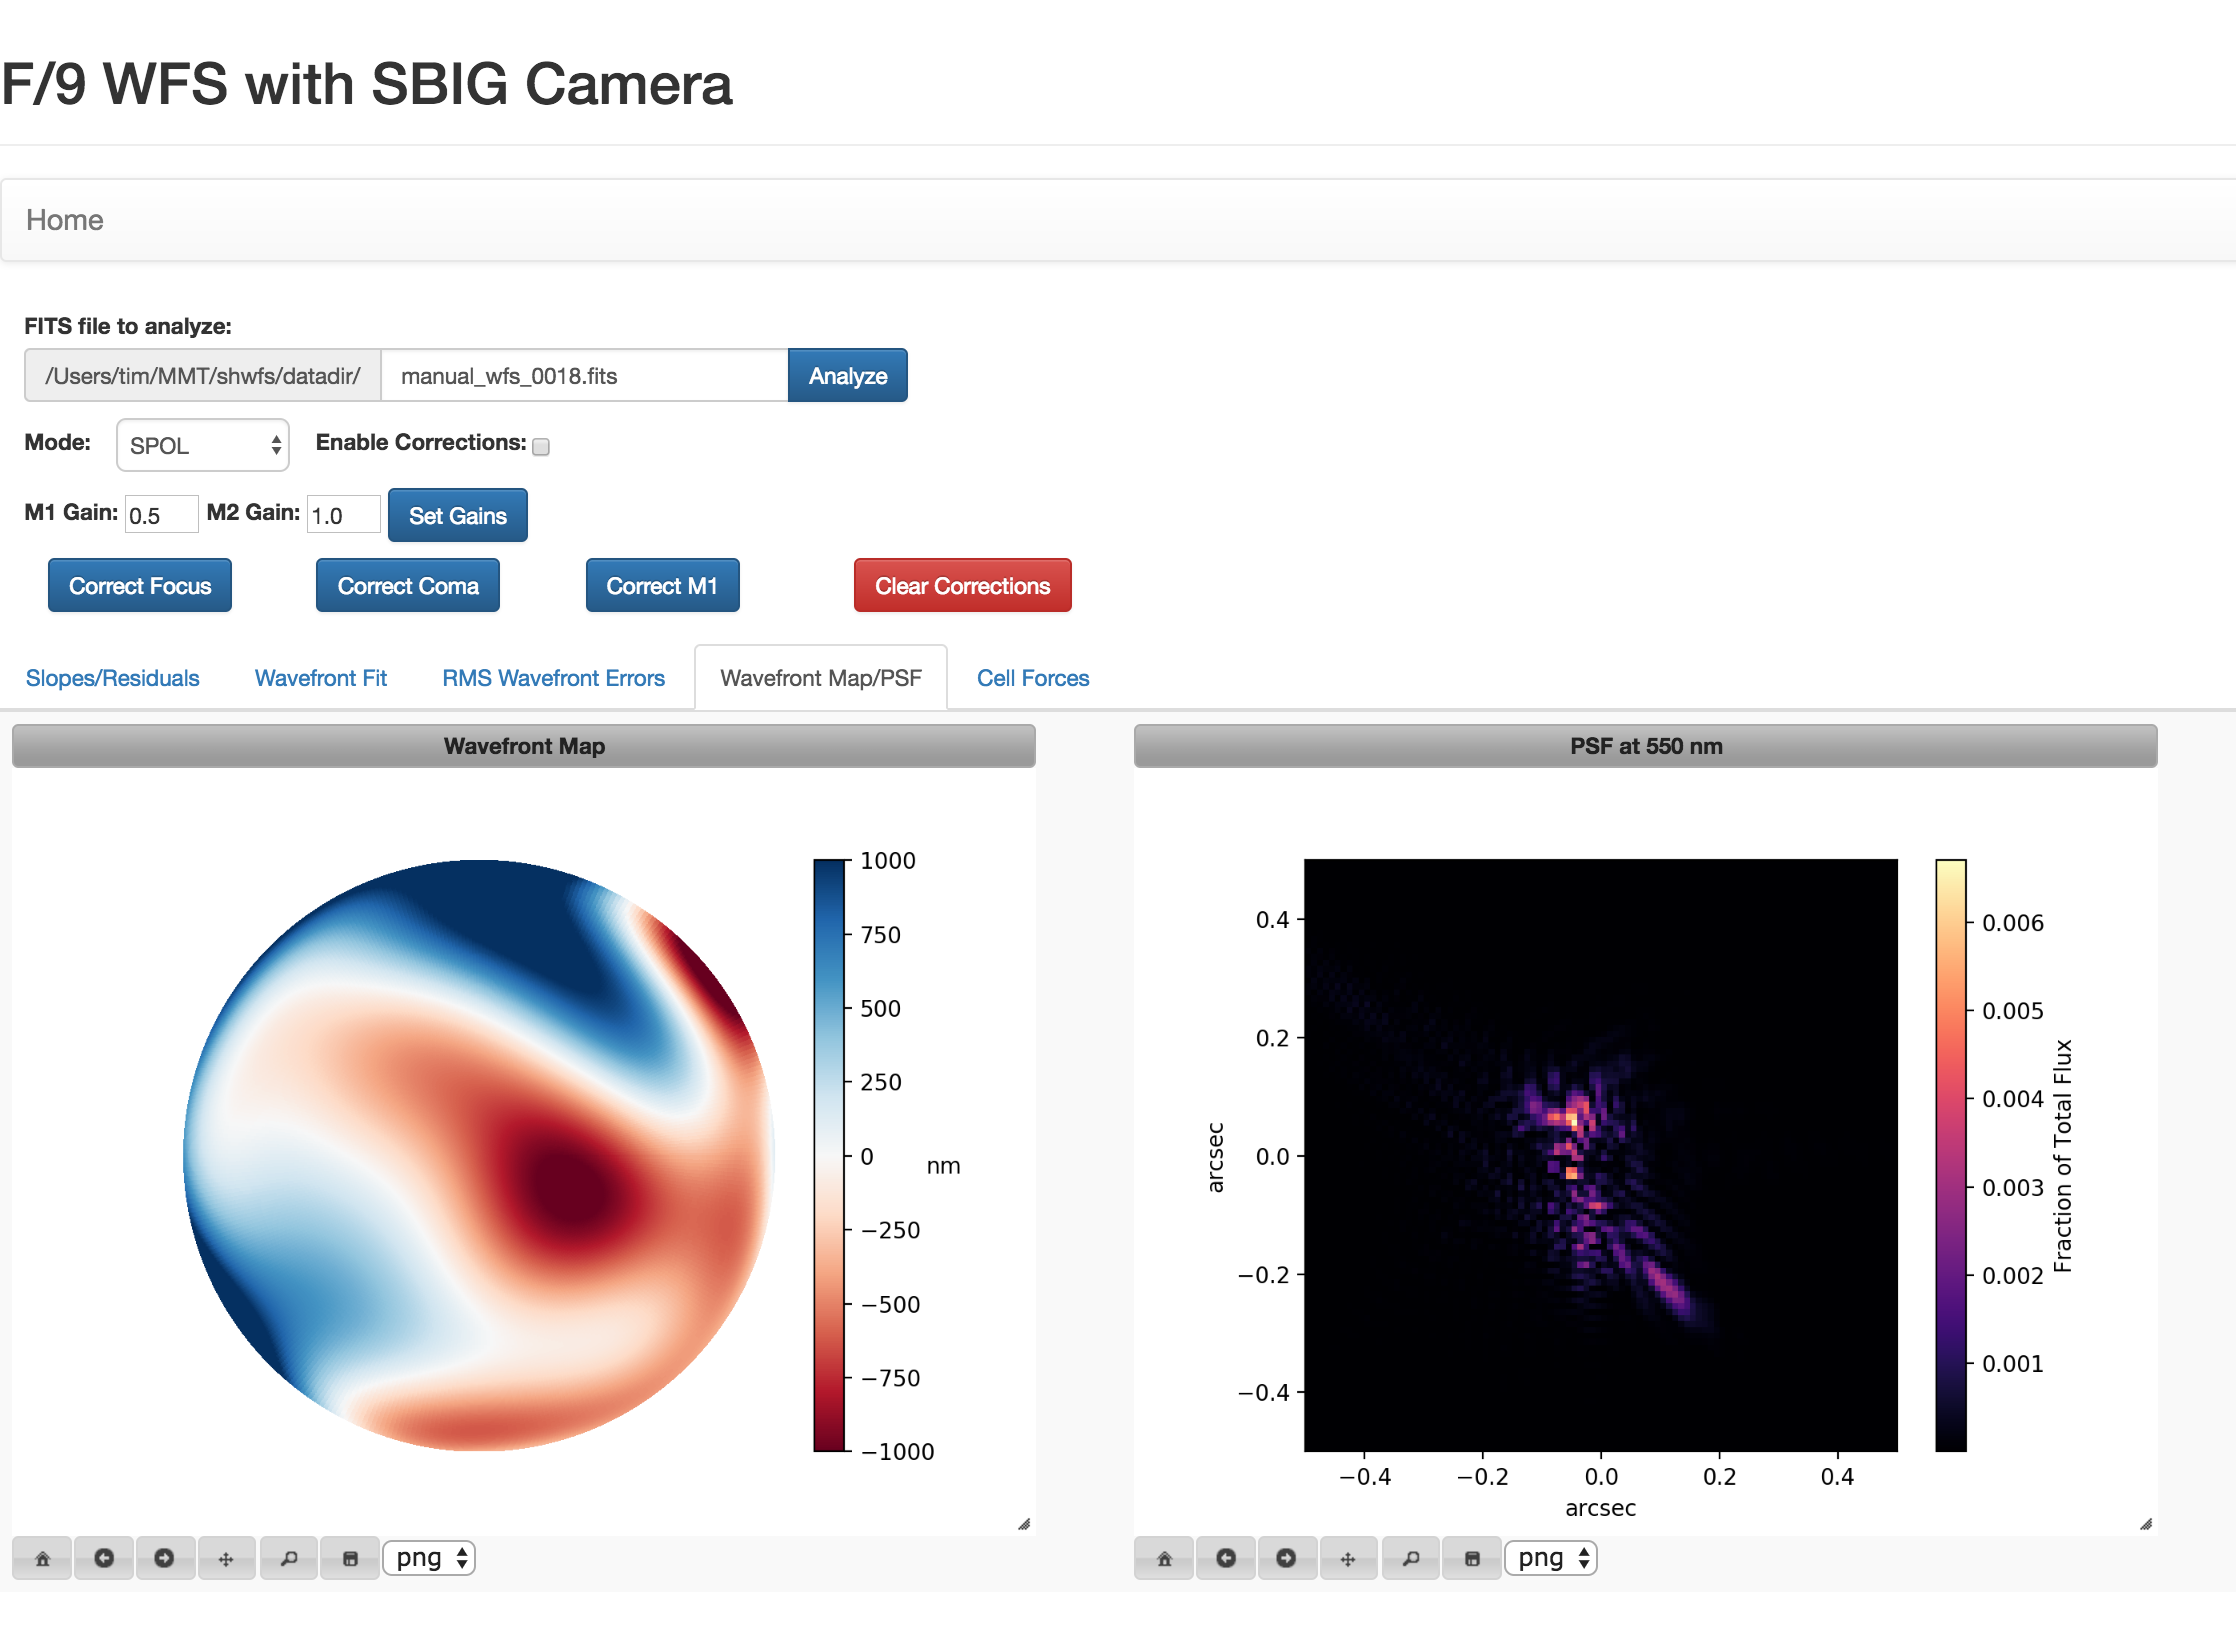 F/9 WFS with SBIG Camera
Home
FITS file to analyze:
/Users/tim/MMT/shwfs/datadir/ manual_wfs_0018.fits Analyze
Mode: SPOL Enable Corrections:
M1 Gain: 0.5 M2 Gain: 1.0 Set Gains
Correct Focus Correct Coma Correct M1 Clear Corrections
Slopes/Residuals Wavefront Fit RMS Wavefront Errors Wavefront Map/PSF Cell Forces
Wavefront Map
1000
750
500
250
0
−250
−500
−750
−1000
nm
png
PSF at 550 nm
0.4
0.2
0.0
−0.2
−0.4
arcsec
−0.4 −0.2 0.0 0.2 0.4
arcsec
0.006
0.005
0.004
0.003
0.002
0.001
Fraction of Total Flux
png